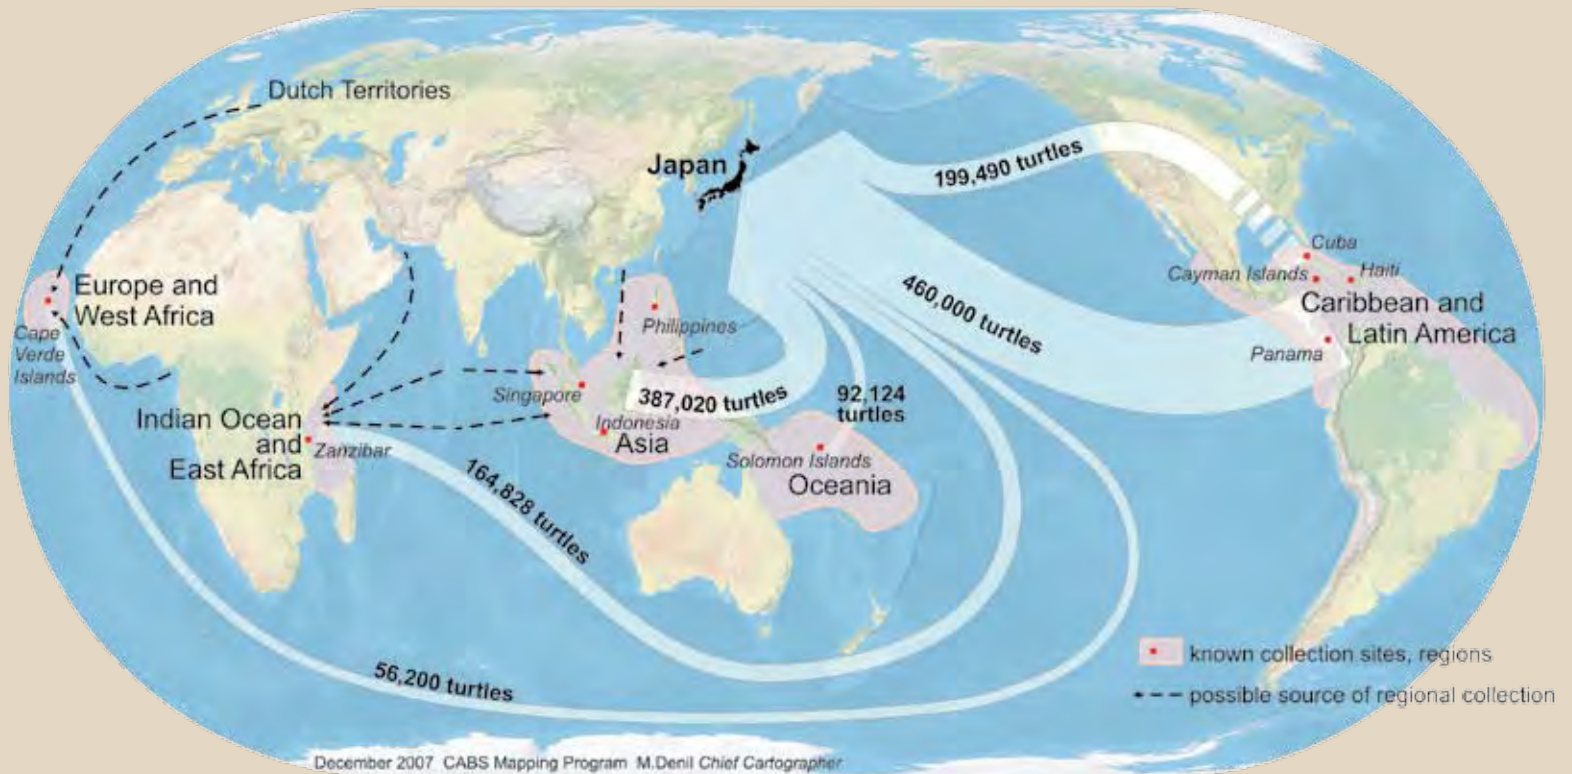 Dutch Territories
Japan
199,490 turtles
Cuba
Cayman Islands
Haiti
Caribbean and
Latin America
Panama
460,000 turtles
Europe and
West Africa
Cape
Verde
Islands
Philippines
Singapore
387,020 turtles
Indonesia
Asia
92,124
turtles
Solomon Islands
Oceania
Indian Ocean
and
East Africa
Zanzibar
164,828 turtles
56,200 turtles
known collection sites, regions
possible source of regional collection
December 2007 CABS Mapping Program M.Denil Chief Cartographer